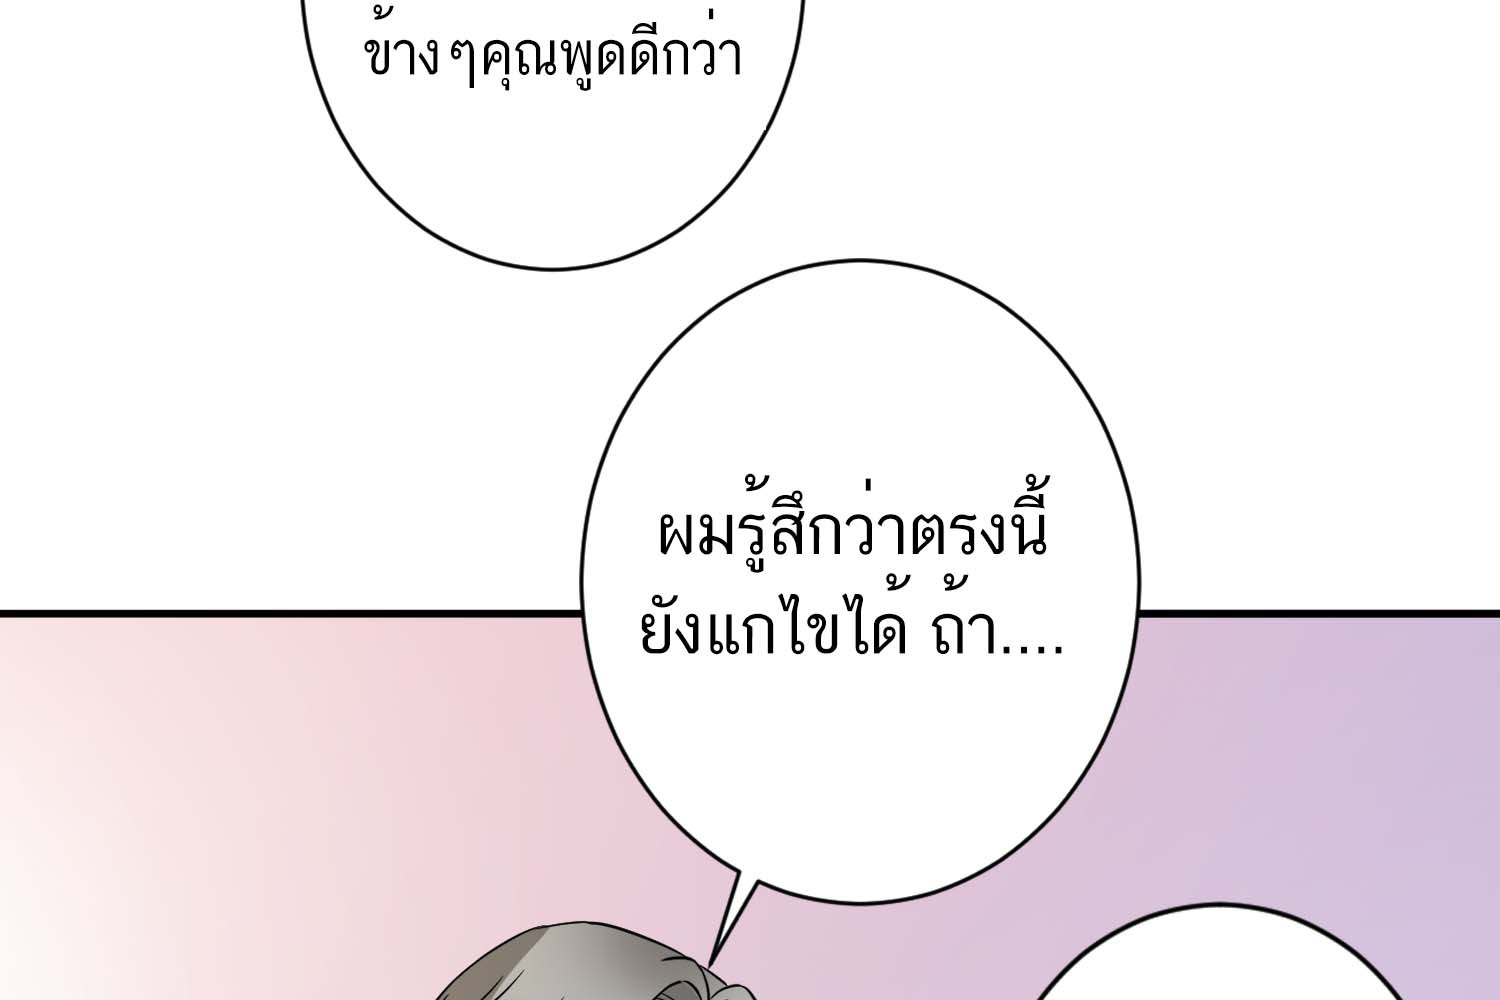 ข้างๆคุณพูดดีกว่า
ผมรู้สึกว่าตรงนี้
ยังแกไขได้ ถ้า....